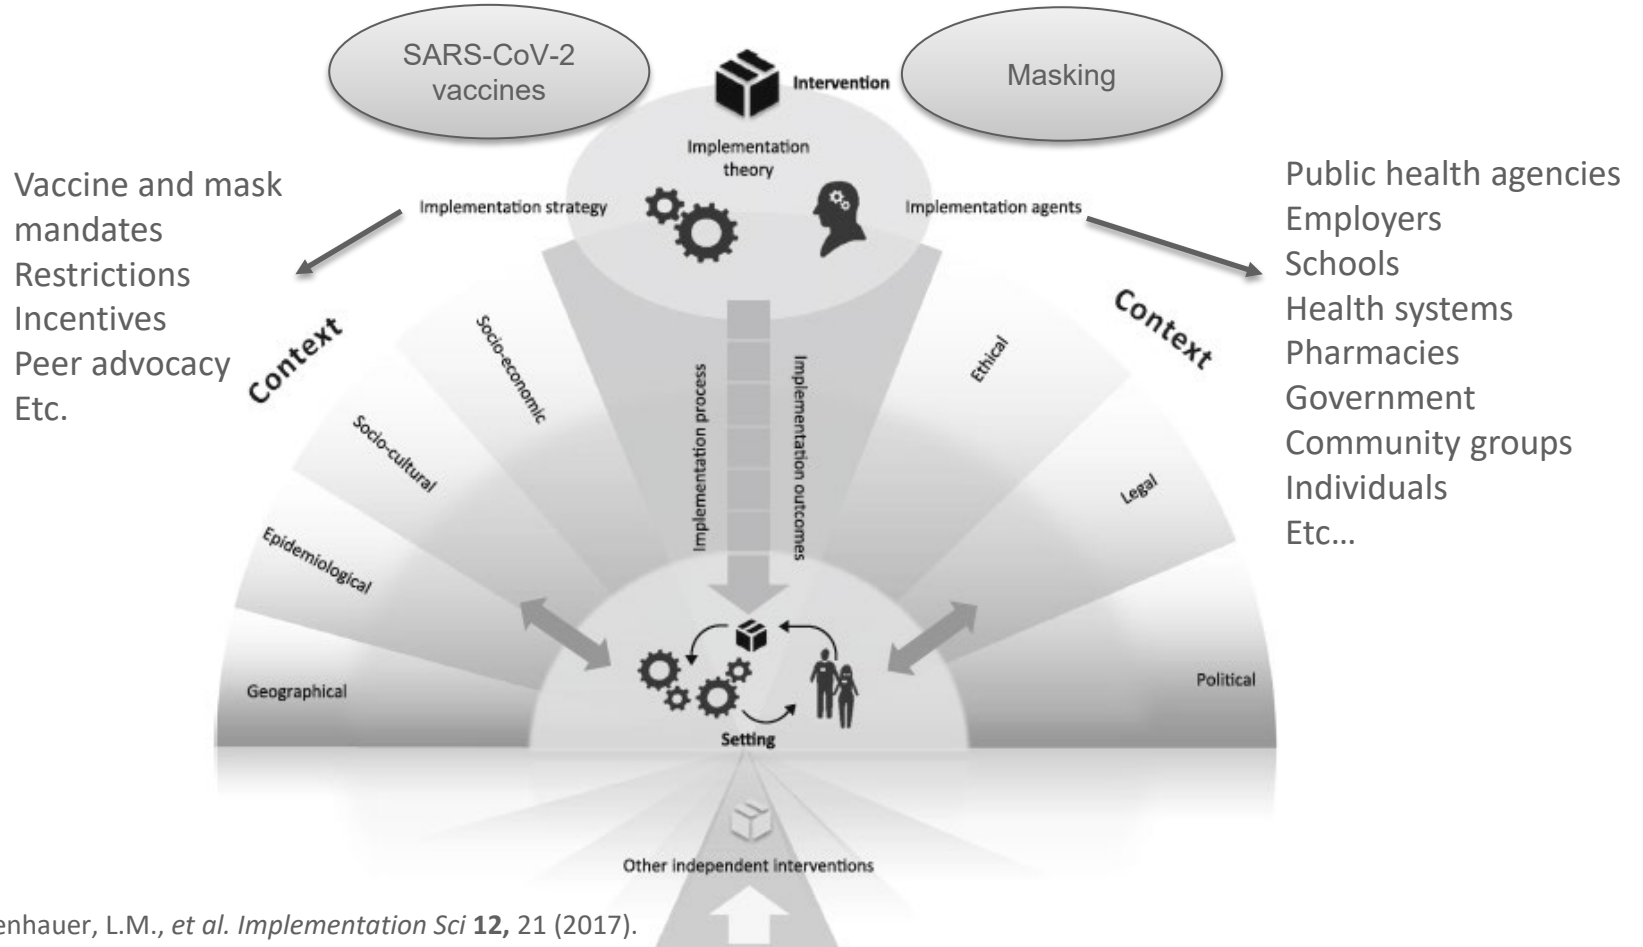 SARS-CoV-2
vaccines
Intervention
Masking
Implementation
theory
Vaccine and mask
mandates
Restrictions
Incentives
Peer advocacy
Etc.
Implementation strategy
Implementation agents
Public health agencies
Employers
Schools
Health systems
Pharmacies
Government
Community groups
Individuals
Etc...
Context
Context
Socio-economic
Socio-cultural
Epidemiological
Geographical
Implementation process
Implementation outcomes
Ethical
Legal
Political
Setting
Other independent interventions
enhauer, L.M., et al. Implementation Sci 12, 21 (2017).